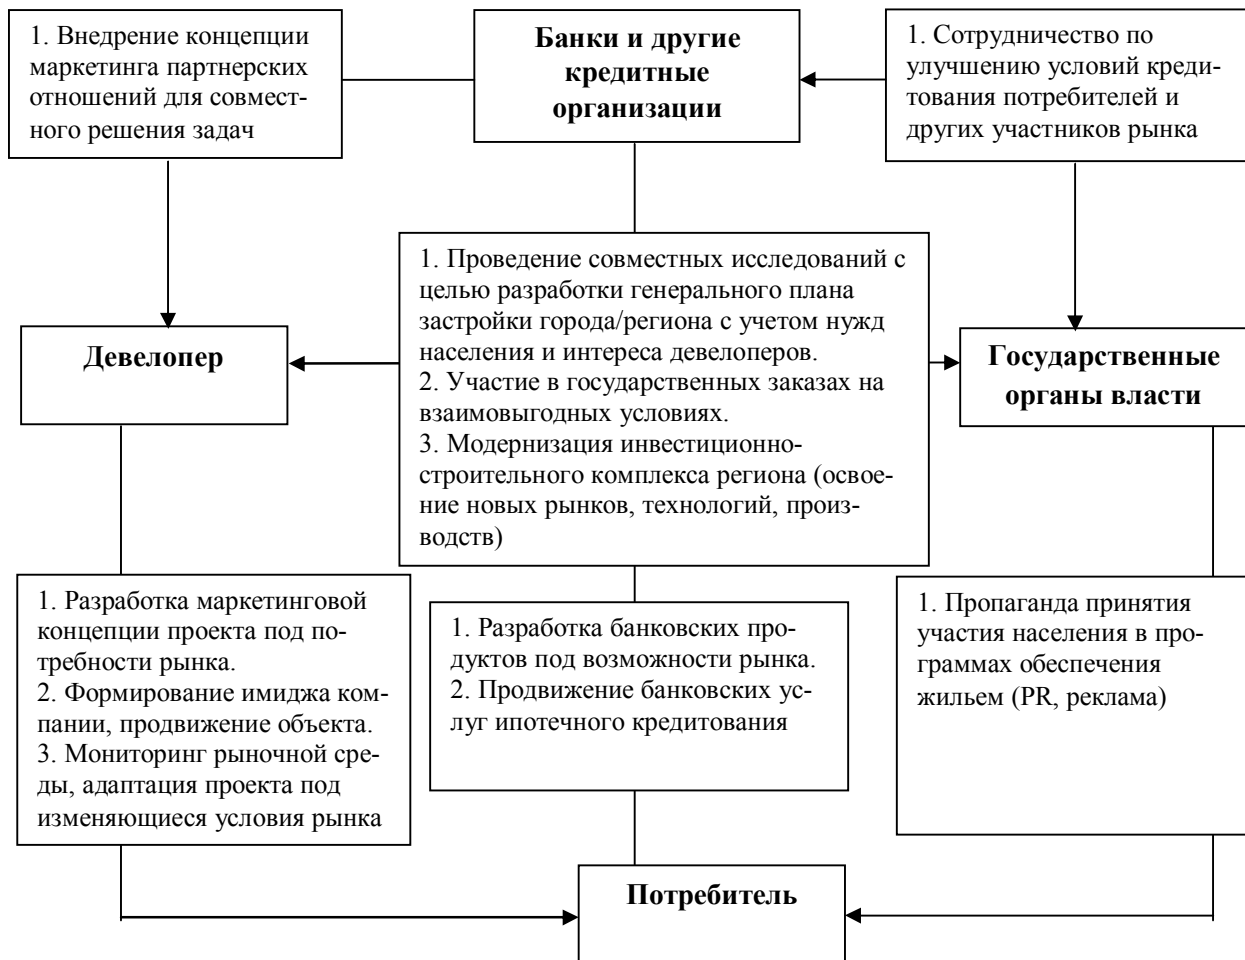 1. Внедрение концепции
маркетинга партнерских
отношений для совмест-
ного решения задач
Банки и другие
кредитные
организации
1. Сотрудничество по
улучшению условий креди-
тования потребителей и
других участников рынка
1. Проведение совместных исследований с
целью разработки генерального плана
застройки города/региона с учетом нужд
населения и интереса девелоперов.
2. Участие в государственных заказах на
взаимовыгодных условиях.
3. Модернизация инвестиционно-
строительного комплекса региона (освое-
ние новых рынков, технологий, произ-
водств)
Девелопер
Государственные
органы власти
1. Разработка маркетинговой
концепции проекта под по-
требности рынка.
2. Формирование имиджа ком-
пании, продвижение объекта.
3. Мониторинг рыночной сре-
ды, адаптация проекта под
изменяющиеся условия рынка
1. Разработка банковских про-
дуктов под возможности рынка.
2. Продвижение банковских ус-
луг ипотечного кредитования
1. Пропаганда принятия
участия населения в про-
граммах обеспечения
жильем (PR, реклама)
Потребитель